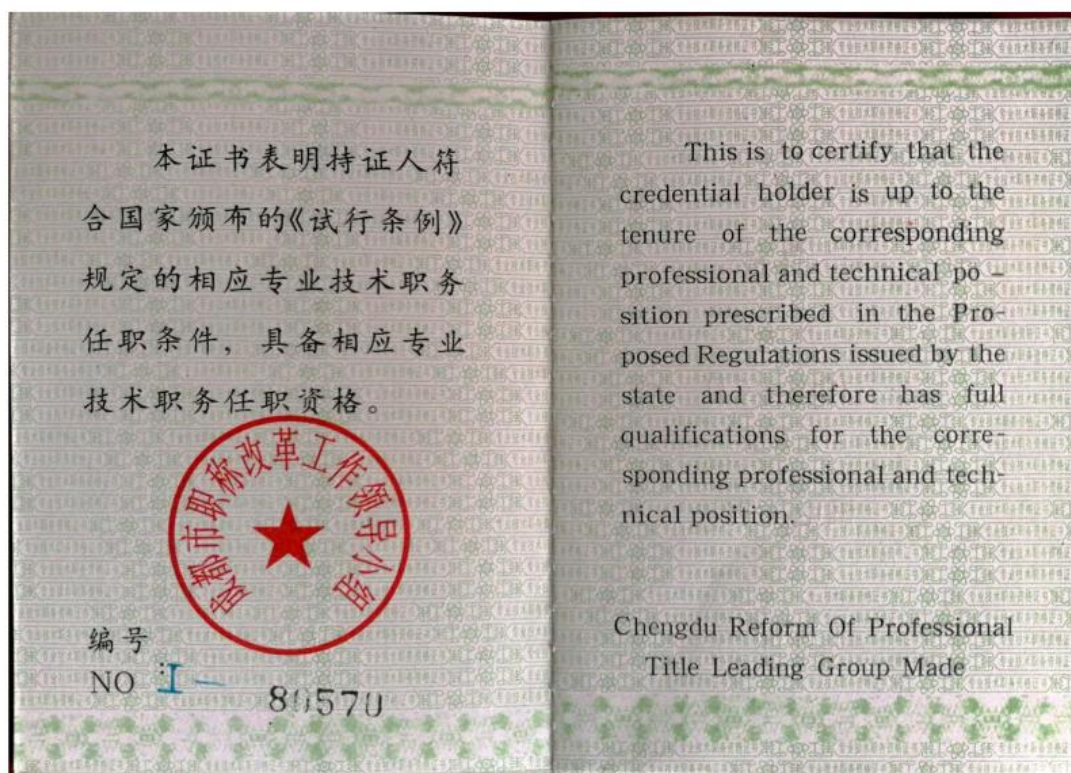 本证书表明持证人符
合国家颁布的《试行条例》
规定的相应专业技术职务
任职条件，具备相应专业
技术职务任职资格。
成都市职称改革工作领导小组
编号
NO I—
This is to certify that the
credential holder is up to the
tenure of the corresponding
professional and technical po –
sition prescribed in the Pro-
posed Regulations issued by the
state and therefore has full
qualifications for the corre-
sponding professional and tech-
nical position.
Chengdu Reform Of Professional
Title Leading Group Made